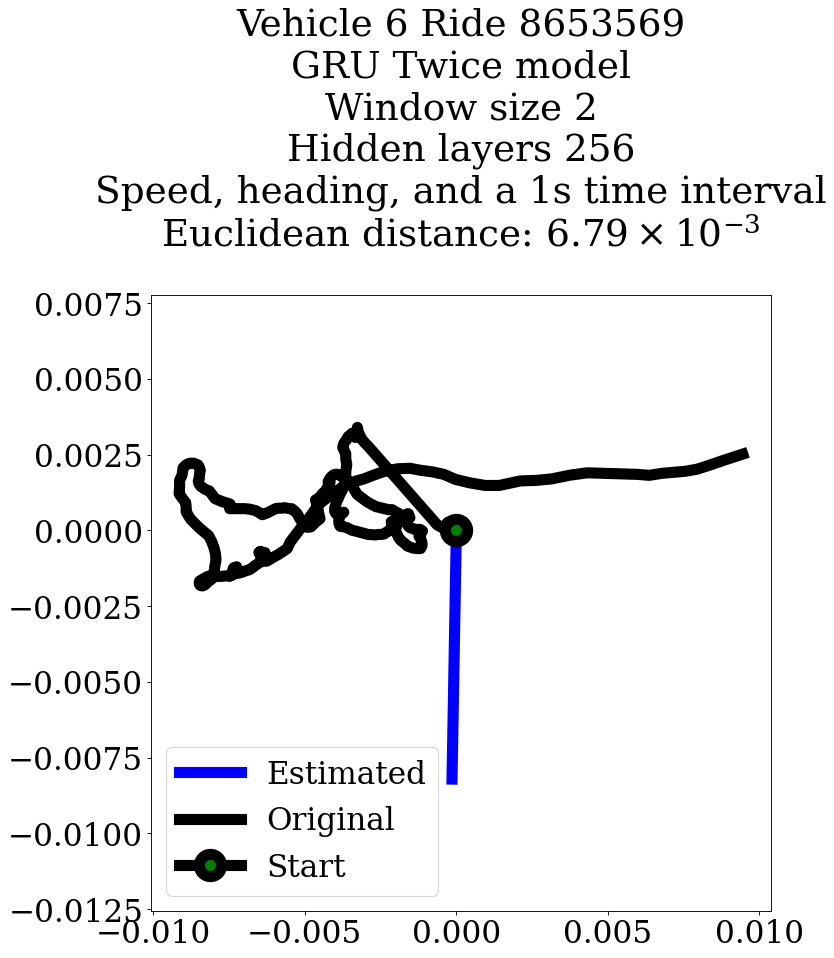 Vehicle 6 Ride 8653569
GRU Twice model
Window size 2
Hidden layers 256
Speed, heading, and a 1s time interval
Euclidean distance: 6.79 × 10⁻³
0.0075
0.0050
0.0025
0.0000
−0.0025
−0.0050
−0.0075
−0.0100
−0.0125
Estimated
Original
Start
−0.010
−0.005
0.000
0.005
0.010